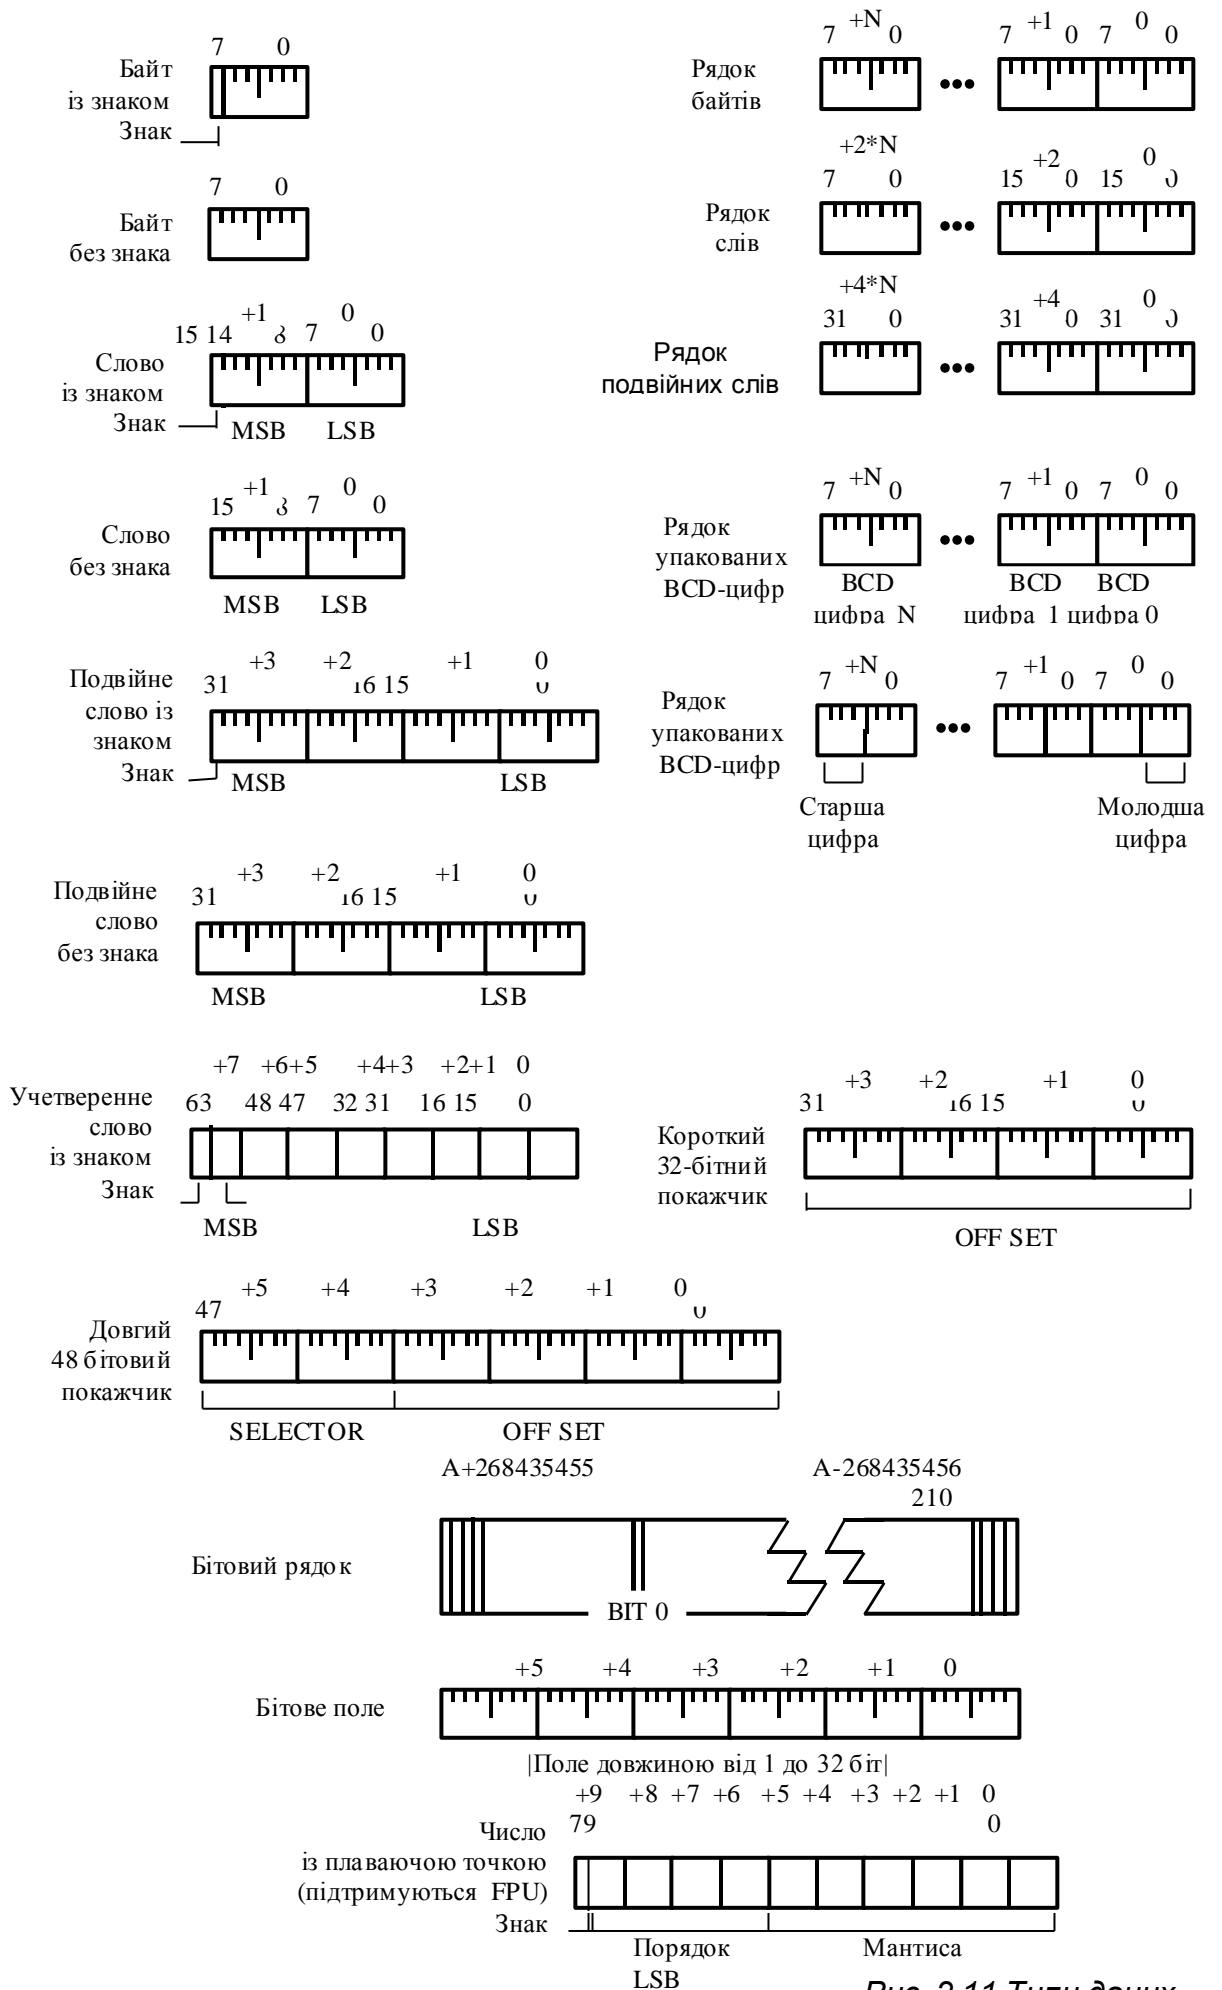 7 0
Байт
із знаком
Знак
7 0
Байт
без знака
+1 0
15 14 8 7 0
Слово
із знаком
Знак
MSB LSB
+1 0
15 8 7 0
Слово
без знака
MSB LSB
+3 +2 +1 0
31 16 15 0
Подвійне
слово із
знаком
Знак
MSB LSB
+3 +2 +1 0
31 16 15 0
Подвійне
слово
без знака
MSB LSB
+7 +6+5 +4+3 +2+1 0
63 48 47 32 31 16 15 0
Учетверенне
слово
із знаком
Знак
MSB LSB
+N +1 0
7 0 7 0 7 0
Рядок
байтів
+2*N +2 0
7 0 15 0 15 0
Рядок
слів
+4*N +4 0
31 0 31 0 31 0
Рядок
подвійних слів
+N +1 0
7 0 7 0 7 0
Рядок
упакованих
BCD-цифр
BCD BCD BCD
цифра N цифра 1 цифра 0
+N +1 0
7 0 7 0 7 0
Рядок
упакованих
BCD-цифр
Старша
цифра
Молодша
цифра
+3 +2 +1 0
31 16 15 0
Короткий
32-бітний
покажчик
OFF SET
+5 +4 +3 +2 +1 0
47 0
Довгий
48 бітовий
покажчик
SELECTOR OFF SET
A+268435455 A-268435456
210
Бітовий рядок
BIT 0
+5 +4 +3 +2 +1 0
Бітове поле
|Поле довжиною від 1 до 32 біт|
+9 +8 +7 +6 +5 +4 +3 +2 +1 0
79 0
Число
із плаваючою точкою
(підтримуються FPU)
Знак
Порядок Мантиса
LSB
Рис. 2.11 Типи даних